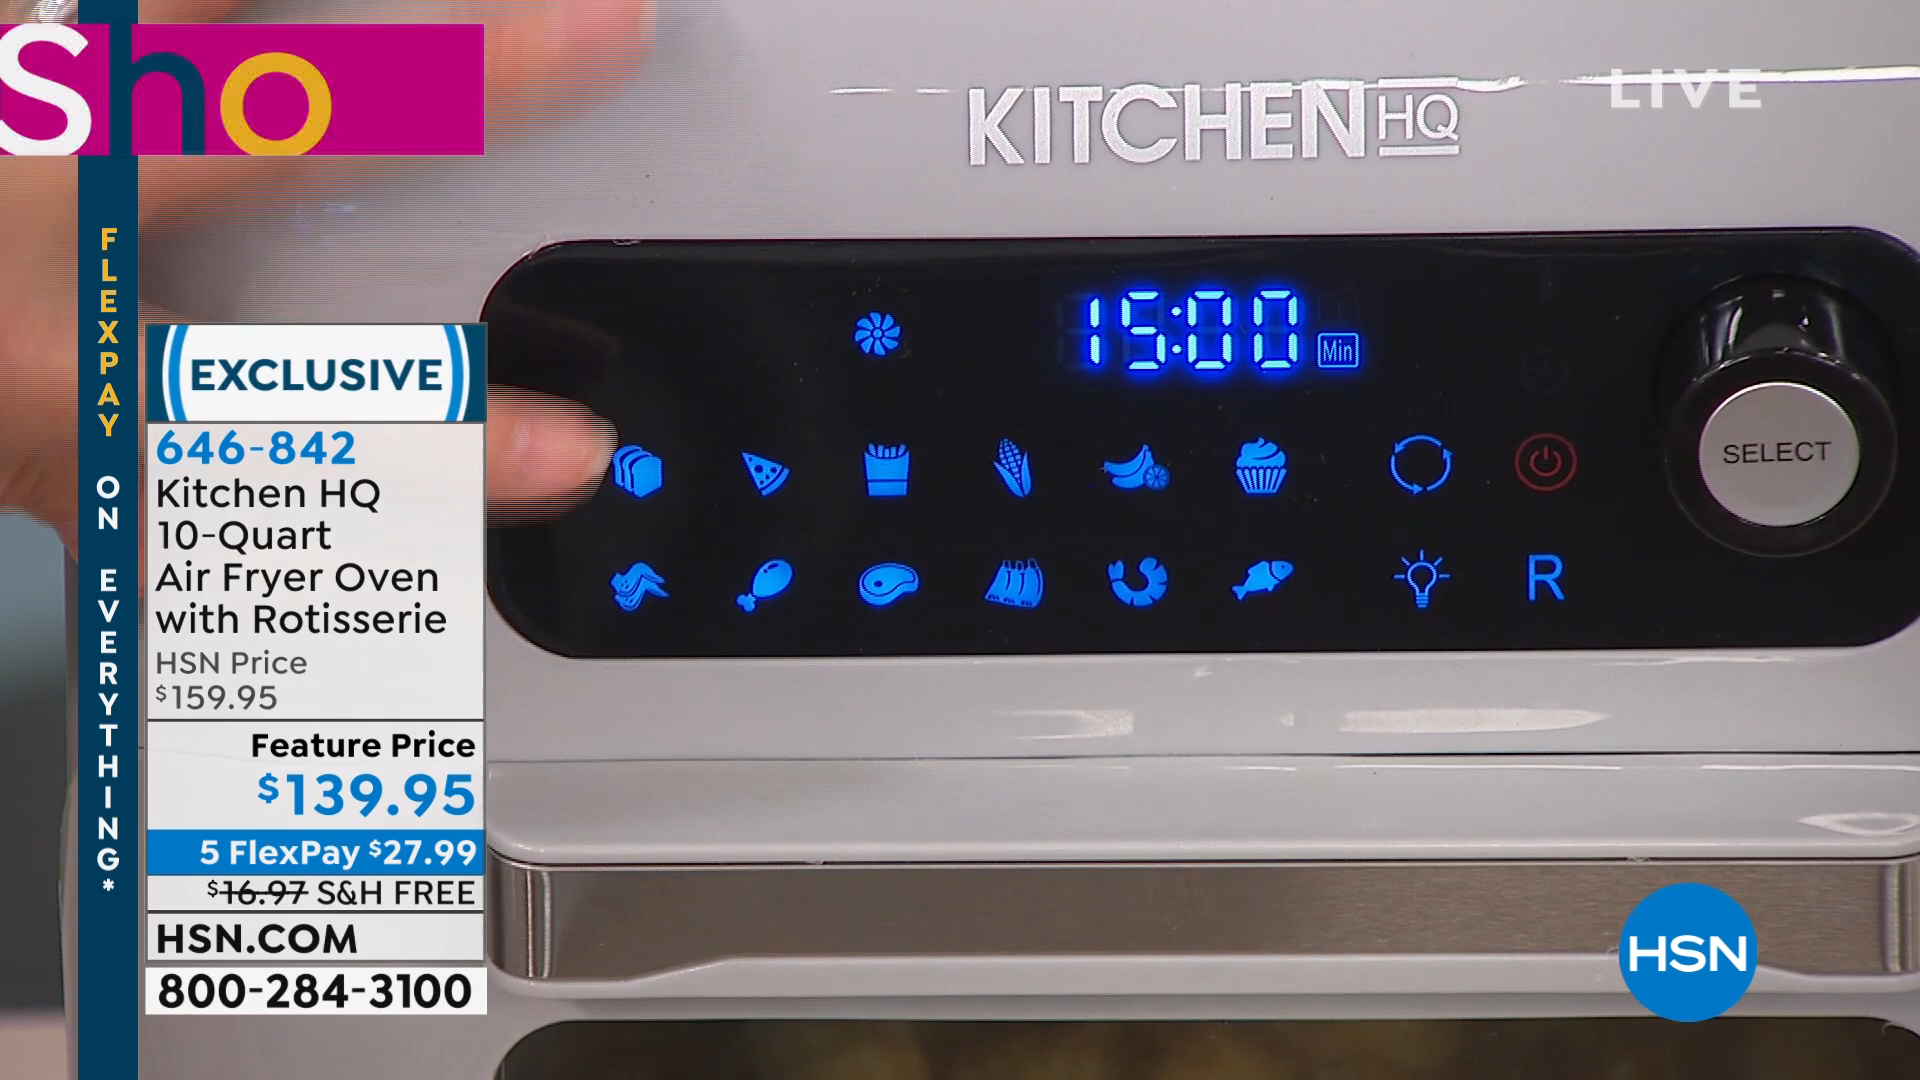 Sho
FLEXPAY ON EVERYTHING*
EXCLUSIVE
646-842
Kitchen HQ
10-Quart
Air Fryer Oven
with Rotisserie
HSN Price
$159.95
Feature Price
$139.95
5 FlexPay $27.99
$16.97 S&H FREE
HSN.COM
800-284-3100
KITCHEN HQ
LIVE
15:00 Min
SELECT
R
HSN